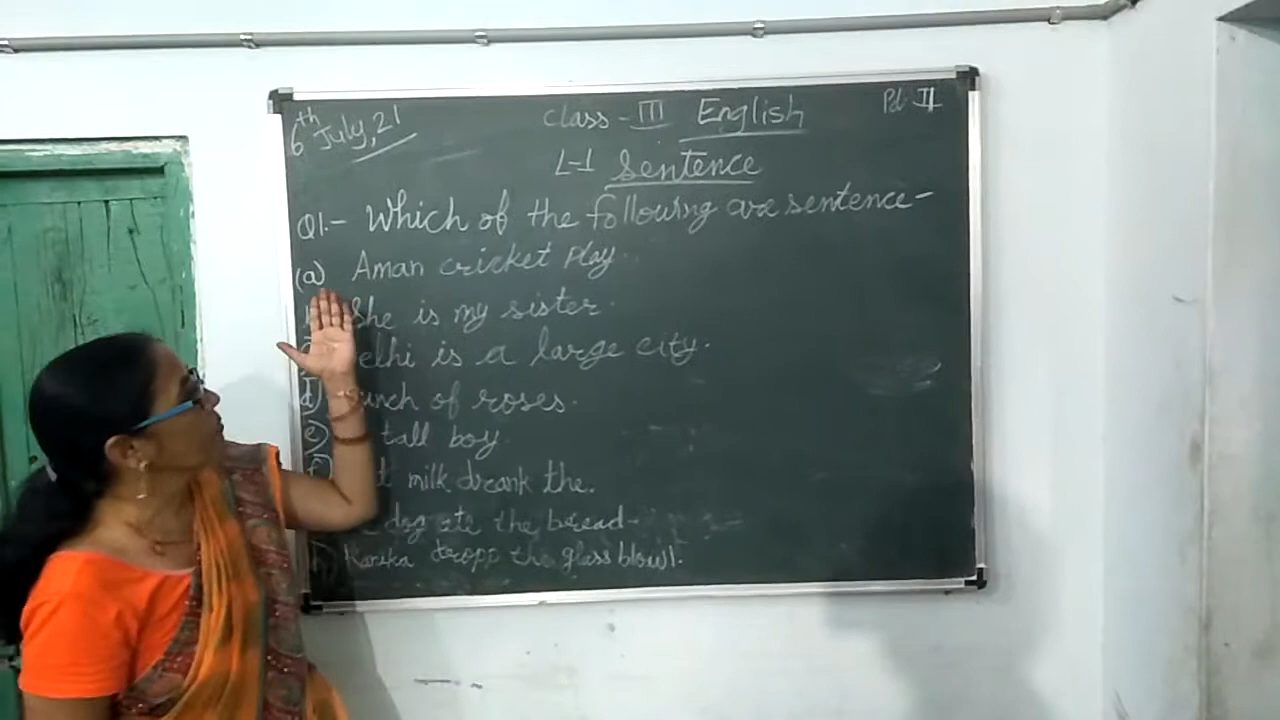 6th July, 21
Class - III English
Pd- II
L-1 Sentence
Q1.- Which of the following are sentence-
(a) Aman cricket play.
She is my sister.
elhi is a large city.
d) unch of roses.
e) tall boy.
f) t milk drank the.
dog ate the bread-
h) Kanika dropp the glass blowl.